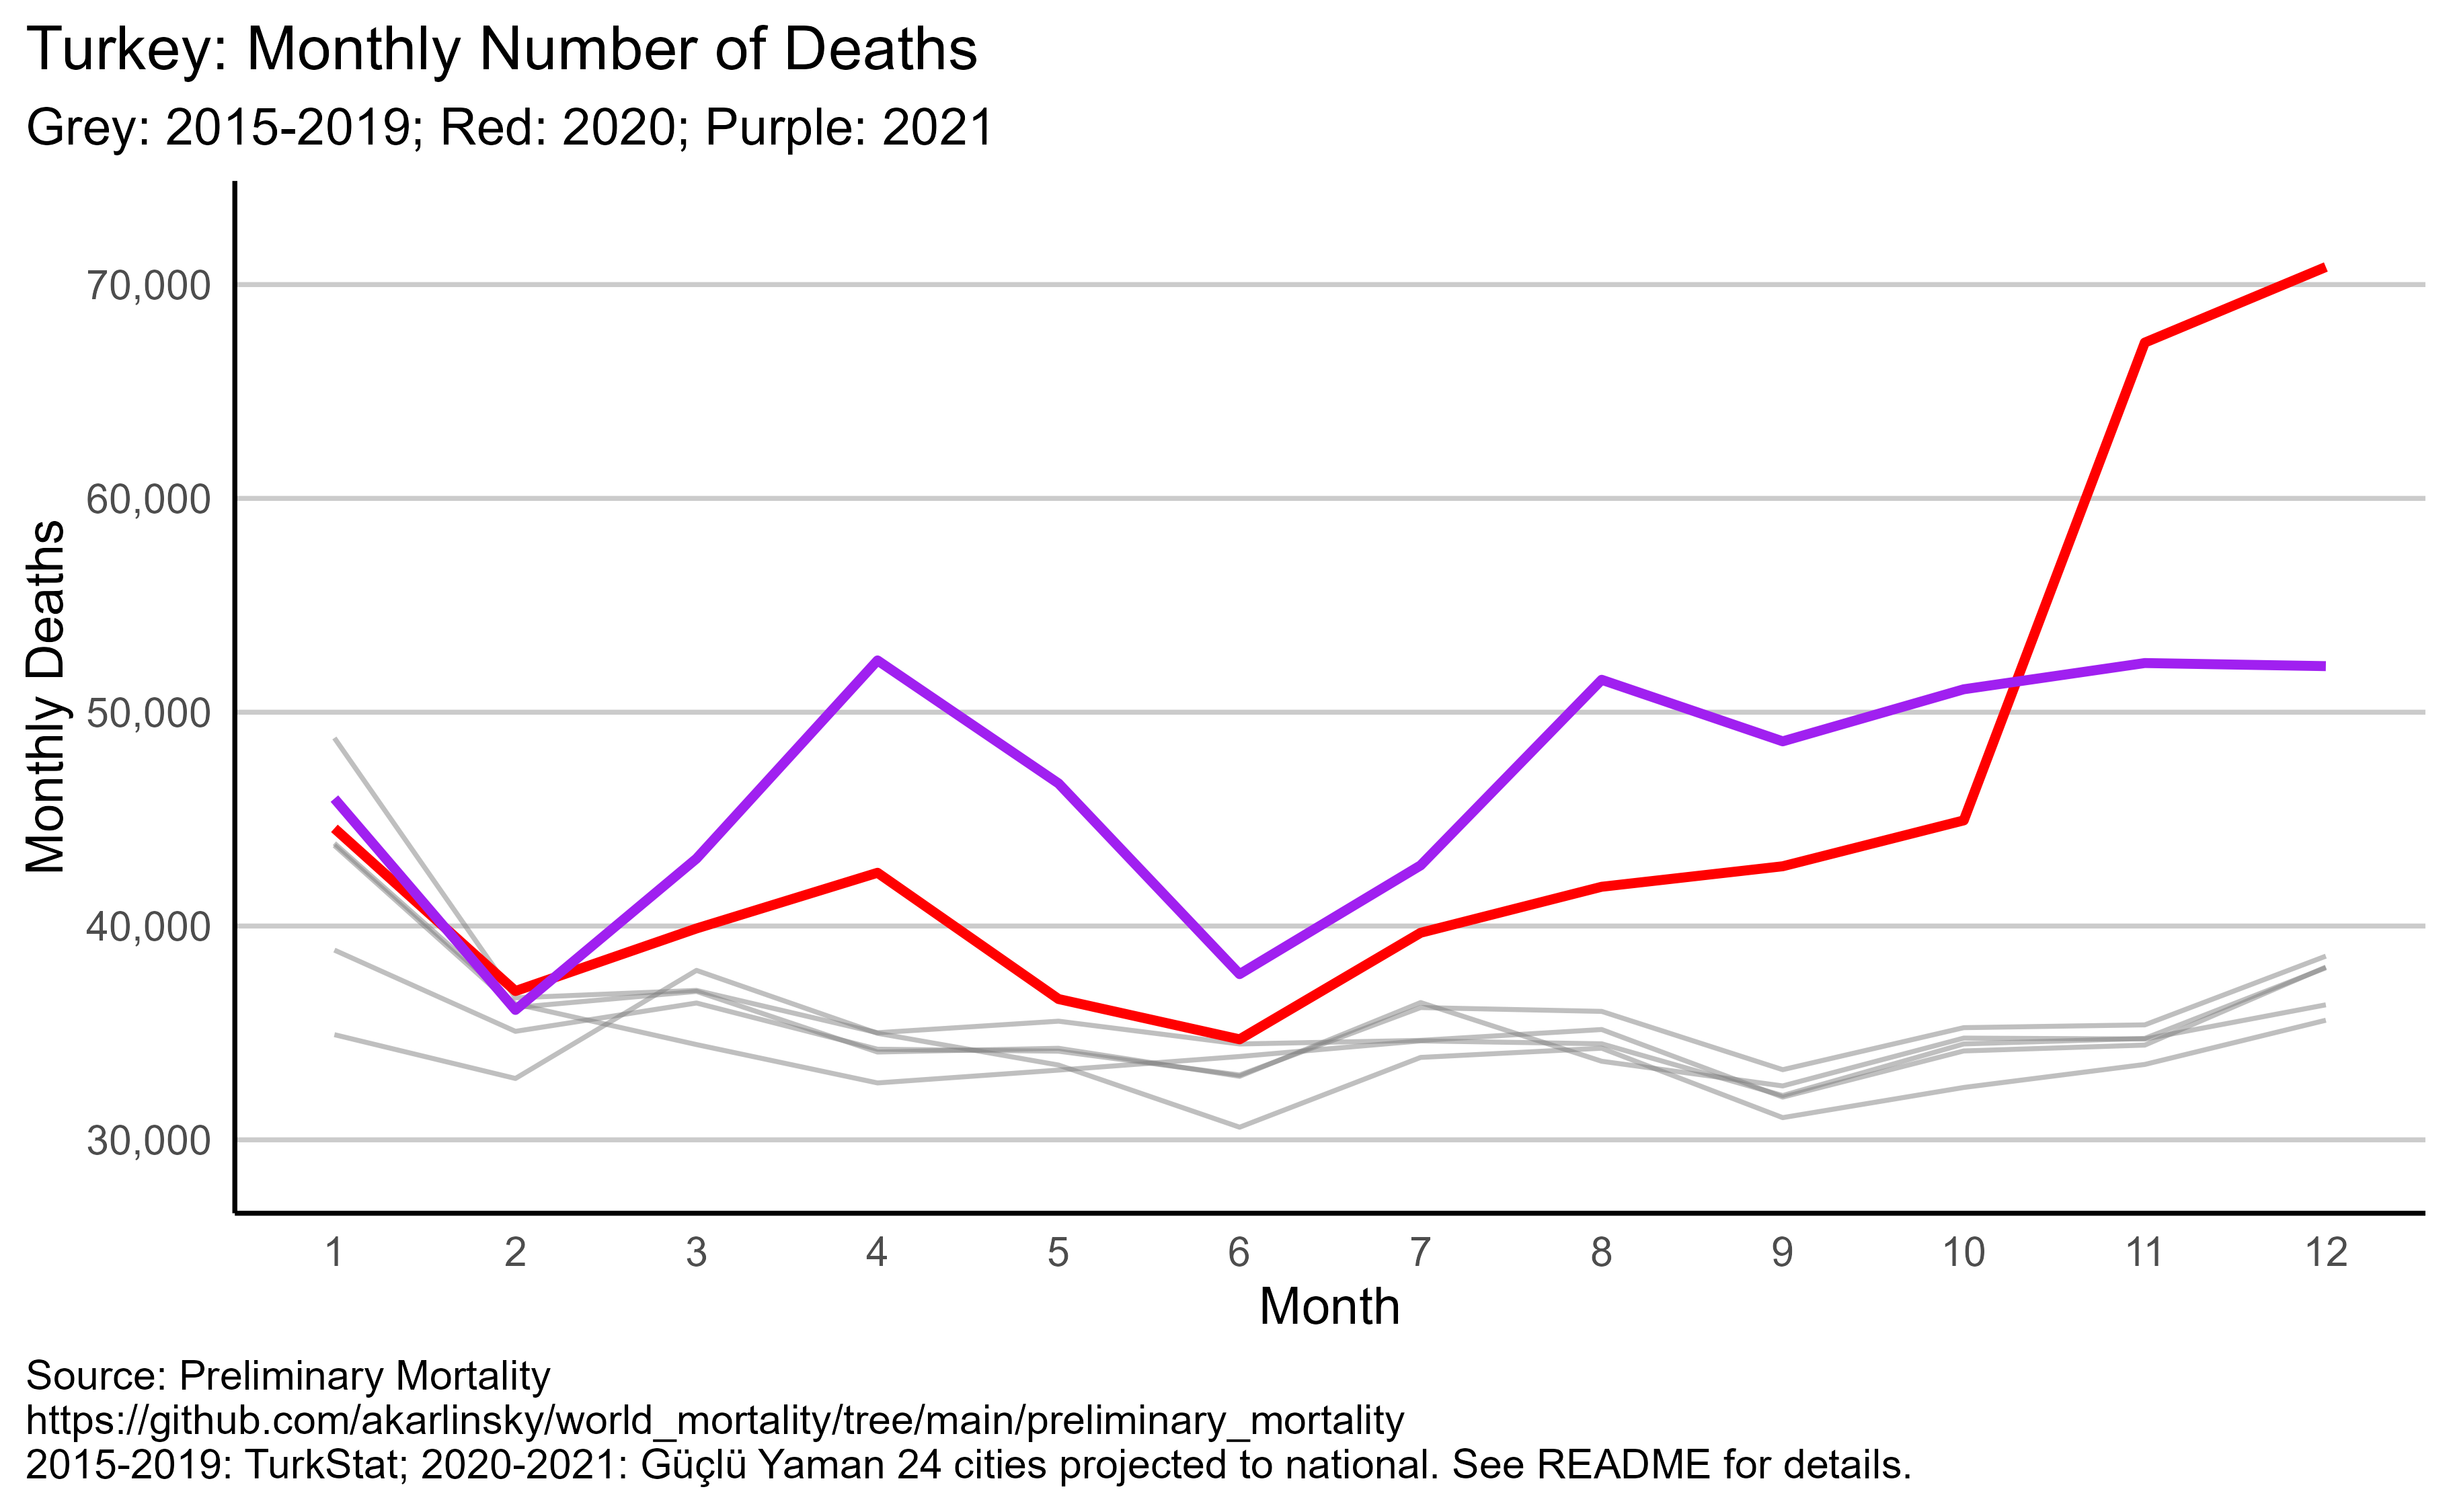 Turkey: Monthly Number of Deaths
Grey: 2015-2019; Red: 2020; Purple: 2021
Monthly Deaths
70,000
60,000
50,000
40,000
30,000
1 2 3 4 5 6 7 8 9 10 11 12
Month
Source: Preliminary Mortality
https://github.com/akarlinsky/world_mortality/tree/main/preliminary_mortality
2015-2019: TurkStat; 2020-2021: Güçlü Yaman 24 cities projected to national. See README for details.